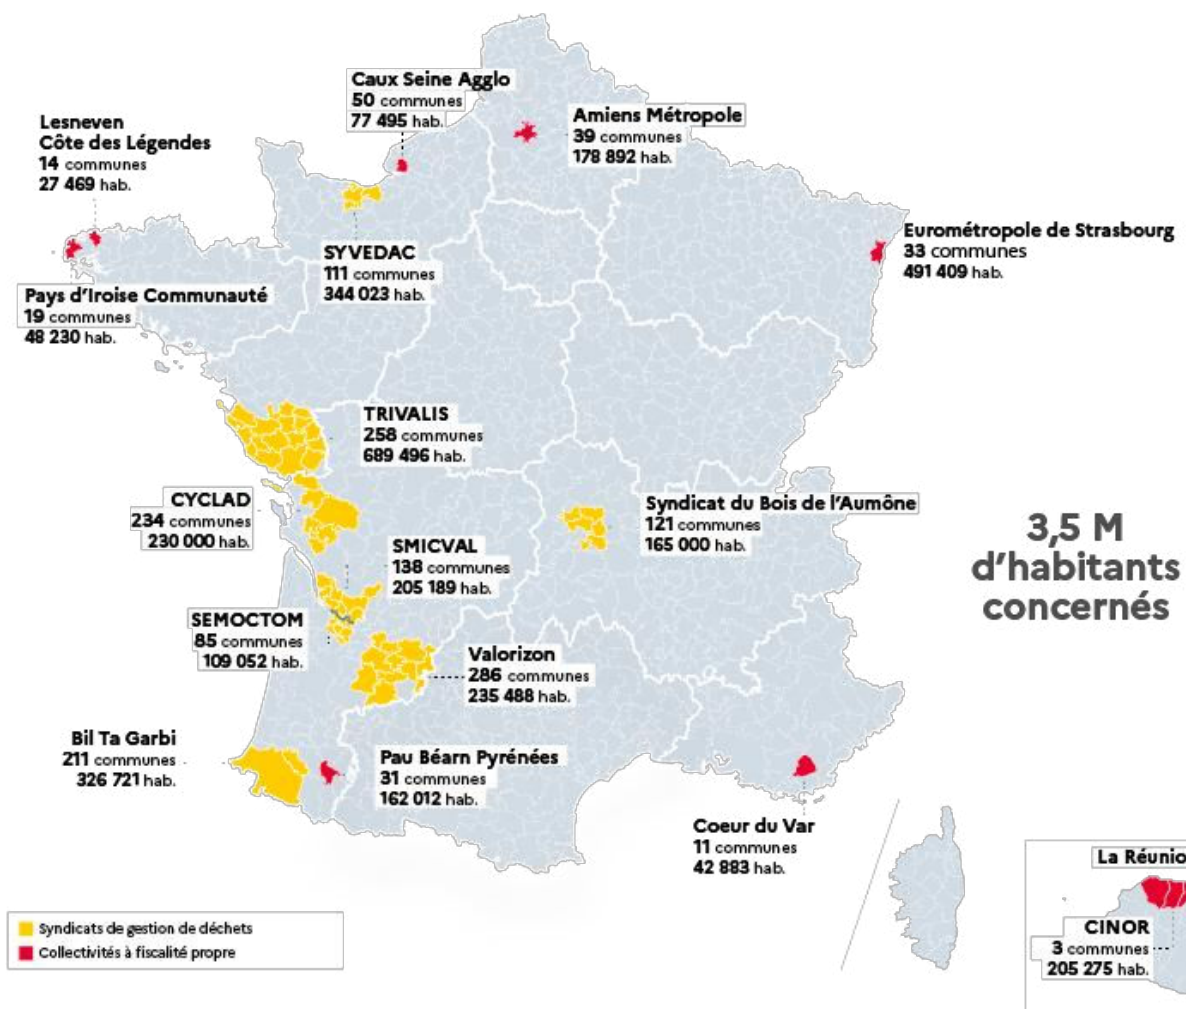 Caux Seine Agglo
50 communes
77 495 hab.
Amiens Métropole
39 communes
178 892 hab.
Lesneven
Côte des Légendes
14 communes
27 469 hab.
Eurométropole de Strasbourg
33 communes
491 409 hab.
SYVEDAC
111 communes
344 023 hab.
Pays d'Iroise Communauté
19 communes
48 230 hab.
TRIVALIS
258 communes
689 496 hab.
CYCLAD
234 communes
230 000 hab.
Syndicat du Bois de l'Aumône
121 communes
165 000 hab.
3,5 M
d'habitants
concernés
SMICVAL
138 communes
205 189 hab.
SEMOCTOM
85 communes
109 052 hab.
Valorizon
286 communes
235 488 hab.
Bil Ta Garbi
211 communes
326 721 hab.
Pau Béarn Pyrénées
31 communes
162 012 hab.
Coeur du Var
11 communes
42 883 hab.
La Réunio
CINOR
3 communes
205 275 hab.
Syndicats de gestion de déchets
Collectivités à fiscalité propre